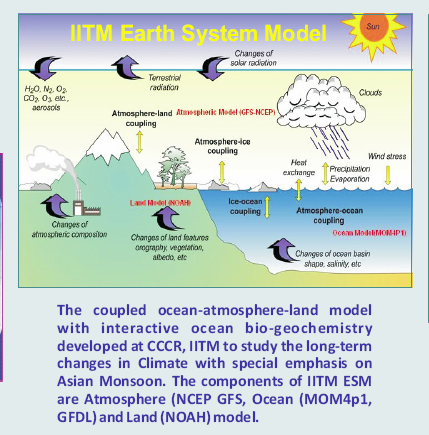 IITM Earth System Model
Sun
Changes of
solar radiation
H₂O, N₂, O₂,
CO₂, O₃, etc.,
aerosols
Terrestrial
radiation
Clouds
Atmosphere-land
coupling
Atmospheric Model (GFS-NCEP)
Atmosphere-ice
coupling
Heat
exchange
Precipitation
Evaporation
Wind stress
Land Model (NOAH)
Ice-ocean
coupling
Atmosphere-ocean
coupling
Ocean Model(MOM4P1)
Changes of
atmospheric compositon
Changes of land features
orography, vegetation,
albedo, etc
Changes of ocean basin
shape, salinity, etc
The coupled ocean-atmosphere-land model
with interactive ocean bio-geochemistry
developed at CCCR, IITM to study the long-term
changes in Climate with special emphasis on
Asian Monsoon. The components of IITM ESM
are Atmosphere (NCEP GFS, Ocean (MOM4p1,
GFDL) and Land (NOAH) model.